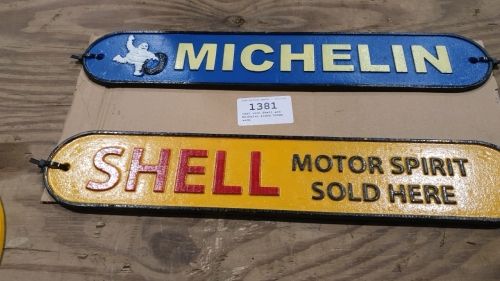 MICHELIN
1381
SHELL MOTOR SPIRIT
SOLD HERE